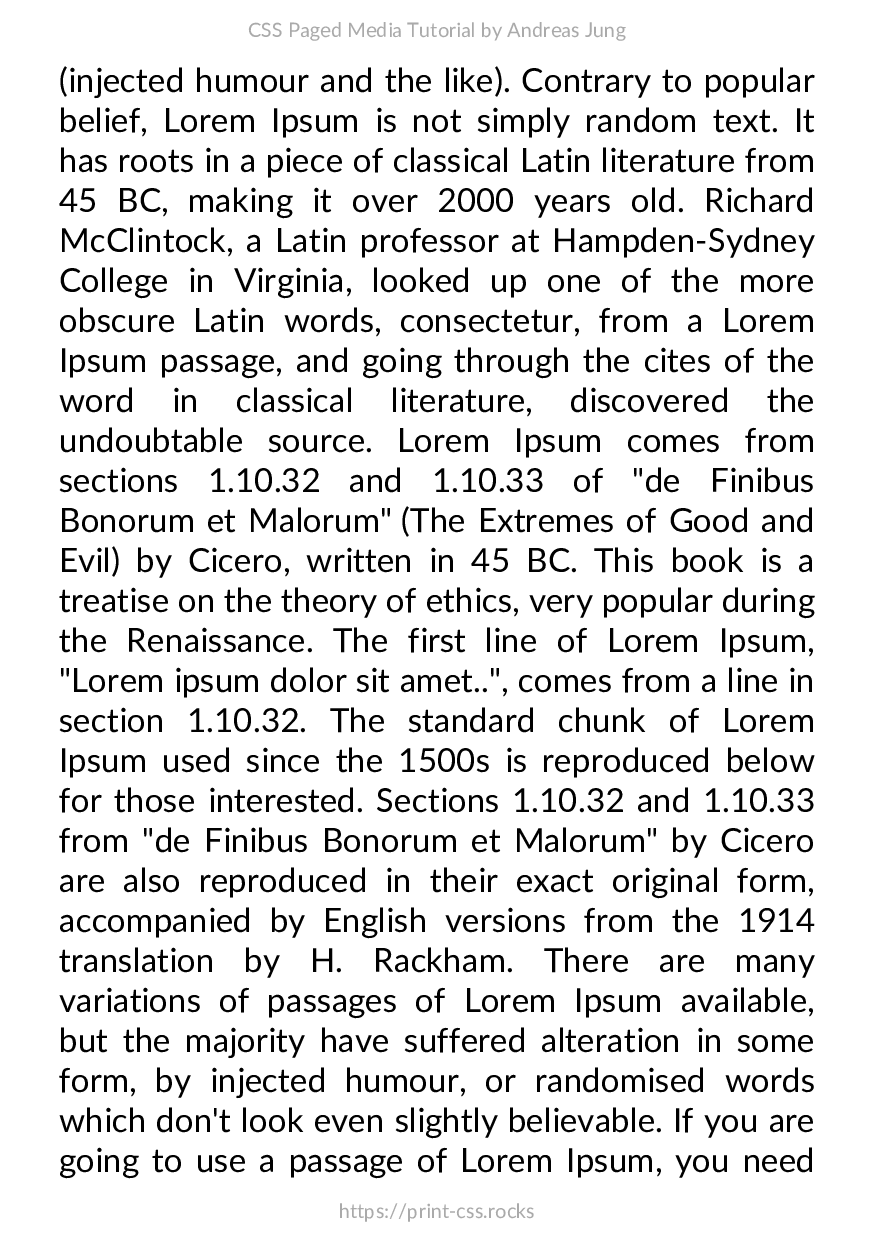 CSS Paged Media Tutorial by Andreas Jung
(injected humour and the like). Contrary to popular
belief, Lorem Ipsum is not simply random text. It
has roots in a piece of classical Latin literature from
45 BC, making it over 2000 years old. Richard
McClintock, a Latin professor at Hampden-Sydney
College in Virginia, looked up one of the more
obscure Latin words, consectetur, from a Lorem
Ipsum passage, and going through the cites of the
word in classical literature, discovered the
undoubtable source. Lorem Ipsum comes from
sections 1.10.32 and 1.10.33 of "de Finibus
Bonorum et Malorum" (The Extremes of Good and
Evil) by Cicero, written in 45 BC. This book is a
treatise on the theory of ethics, very popular during
the Renaissance. The first line of Lorem Ipsum,
"Lorem ipsum dolor sit amet..", comes from a line in
section 1.10.32. The standard chunk of Lorem
Ipsum used since the 1500s is reproduced below
for those interested. Sections 1.10.32 and 1.10.33
from "de Finibus Bonorum et Malorum" by Cicero
are also reproduced in their exact original form,
accompanied by English versions from the 1914
translation by H. Rackham. There are many
variations of passages of Lorem Ipsum available,
but the majority have suffered alteration in some
form, by injected humour, or randomised words
which don't look even slightly believable. If you are
going to use a passage of Lorem Ipsum, you need
https://print-css.rocks